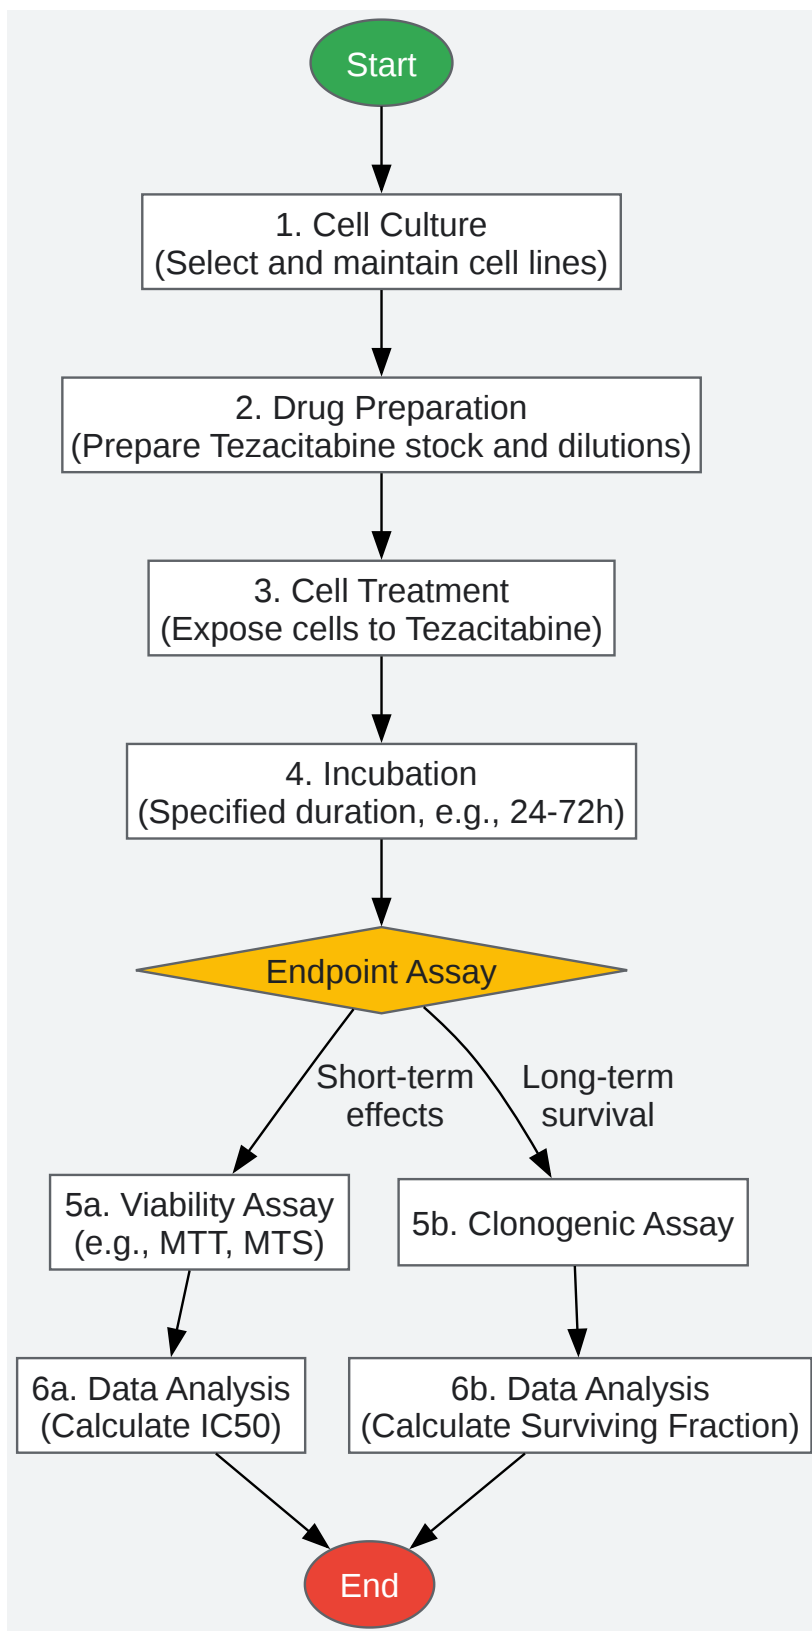 Start
1. Cell Culture
(Select and maintain cell lines)
2. Drug Preparation
(Prepare Tezacitabine stock and dilutions)
3. Cell Treatment
(Expose cells to Tezacitabine)
4. Incubation
(Specified duration, e.g., 24-72h)
Endpoint Assay
Short-term
effects
Long-term
survival
5a. Viability Assay
(e.g., MTT, MTS)
5b. Clonogenic Assay
6a. Data Analysis
(Calculate IC50)
6b. Data Analysis
(Calculate Surviving Fraction)
End